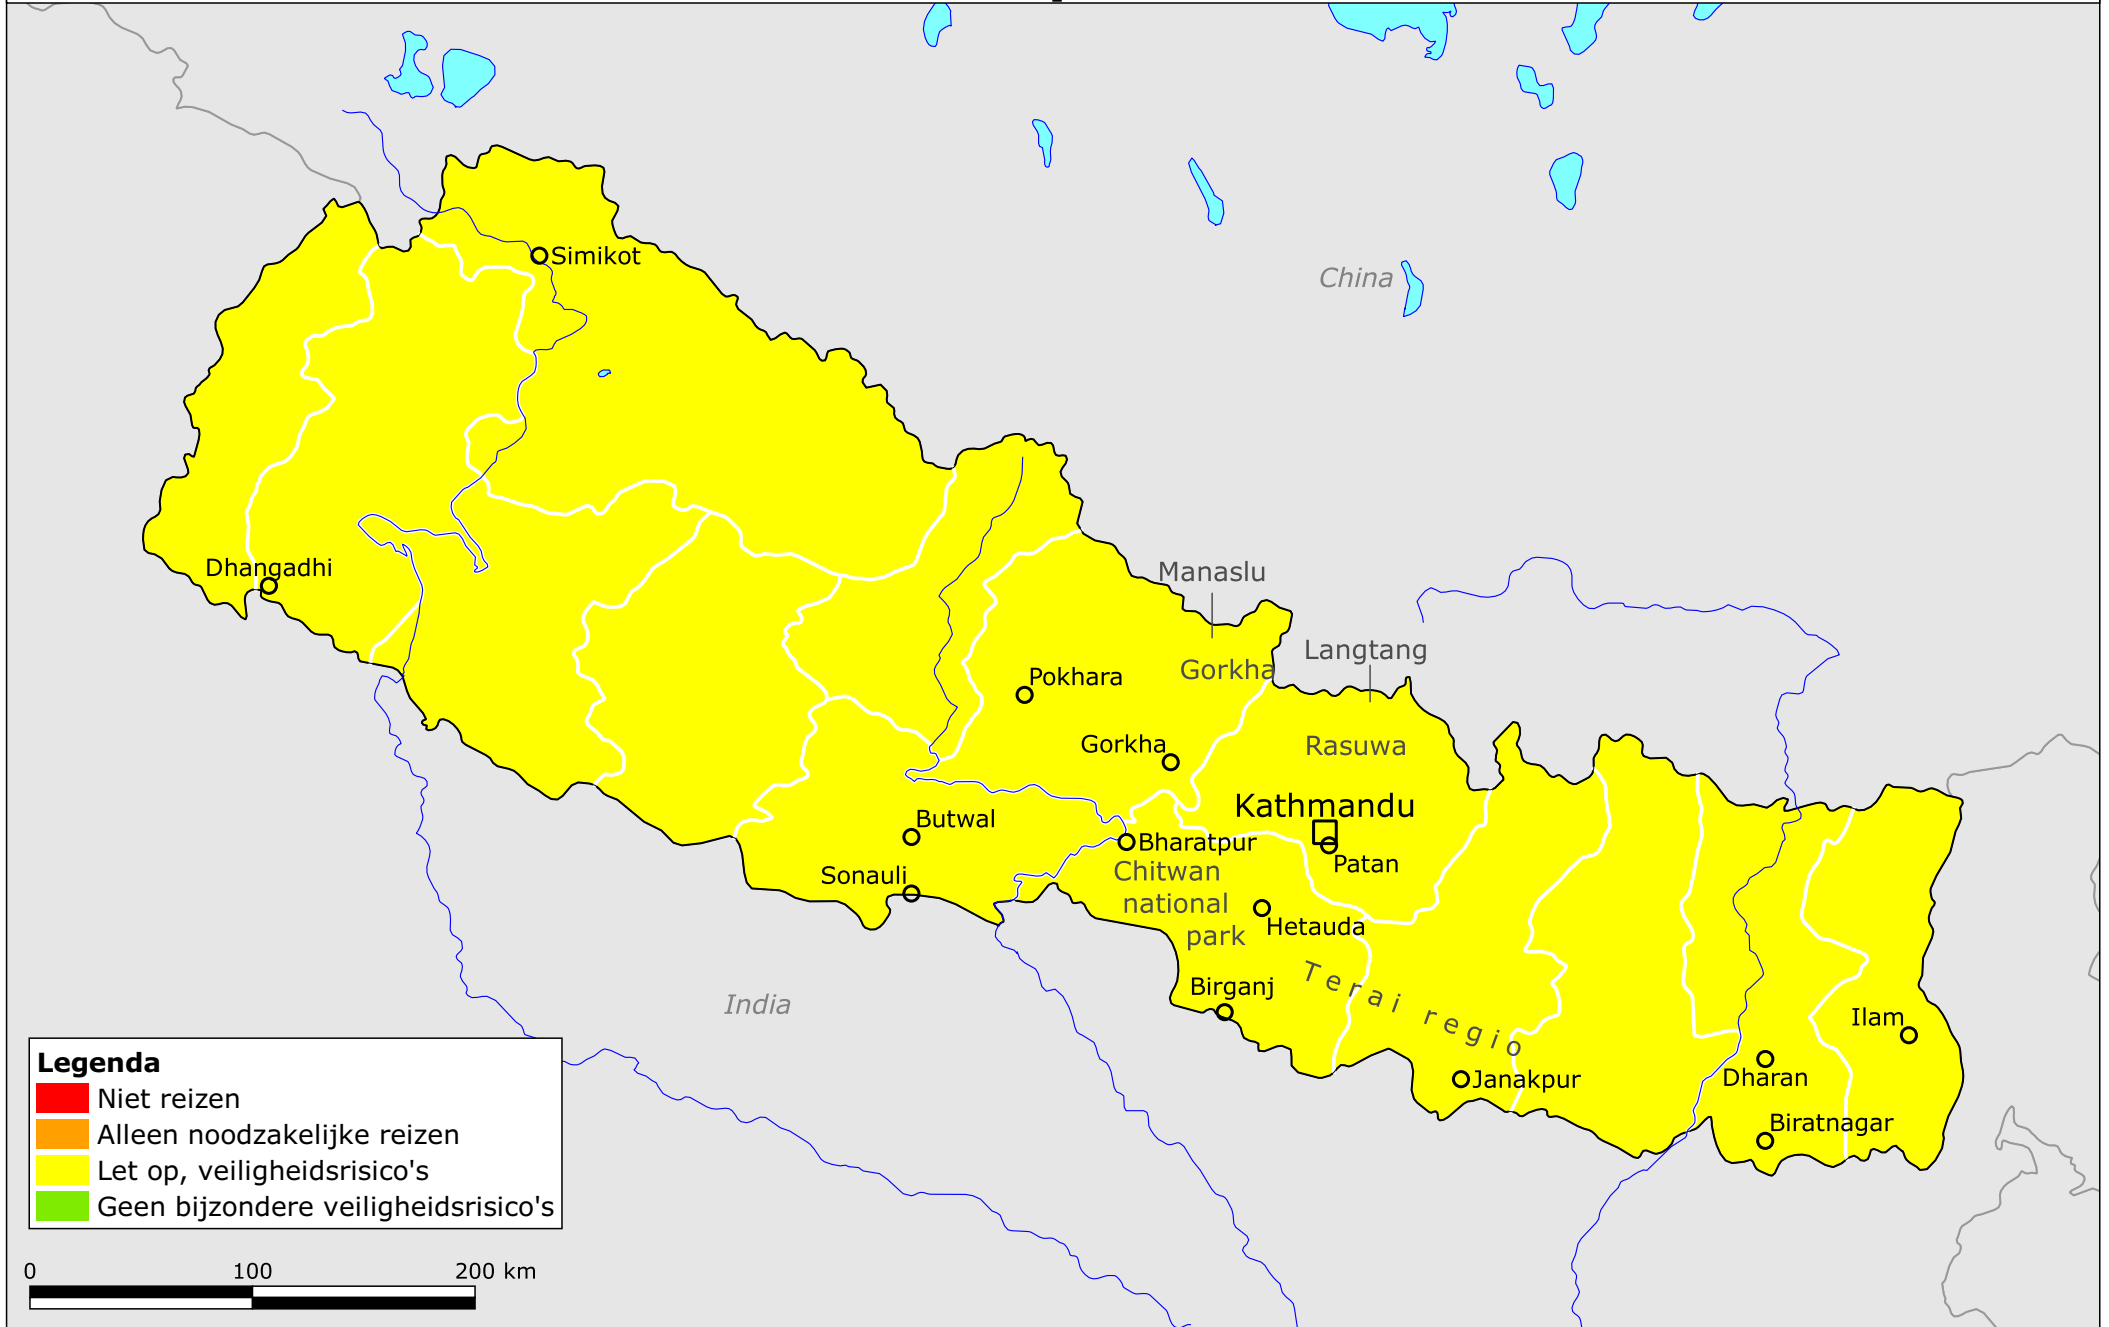 Simikot
China
Dhangadhi
Manaslu
Langtang
Gorkha
Pokhara
Gorkha
Rasuwa
Kathmandu
Butwal
Bharatpur
Patan
Sonauli
Chitwan
national
park
Hetauda
Birganj
Terai regio
India
Ilam
Dharan
Janakpur
Biratnagar
Legenda
Niet reizen
Alleen noodzakelijke reizen
Let op, veiligheidsrisico's
Geen bijzondere veiligheidsrisico's
0 100 200 km